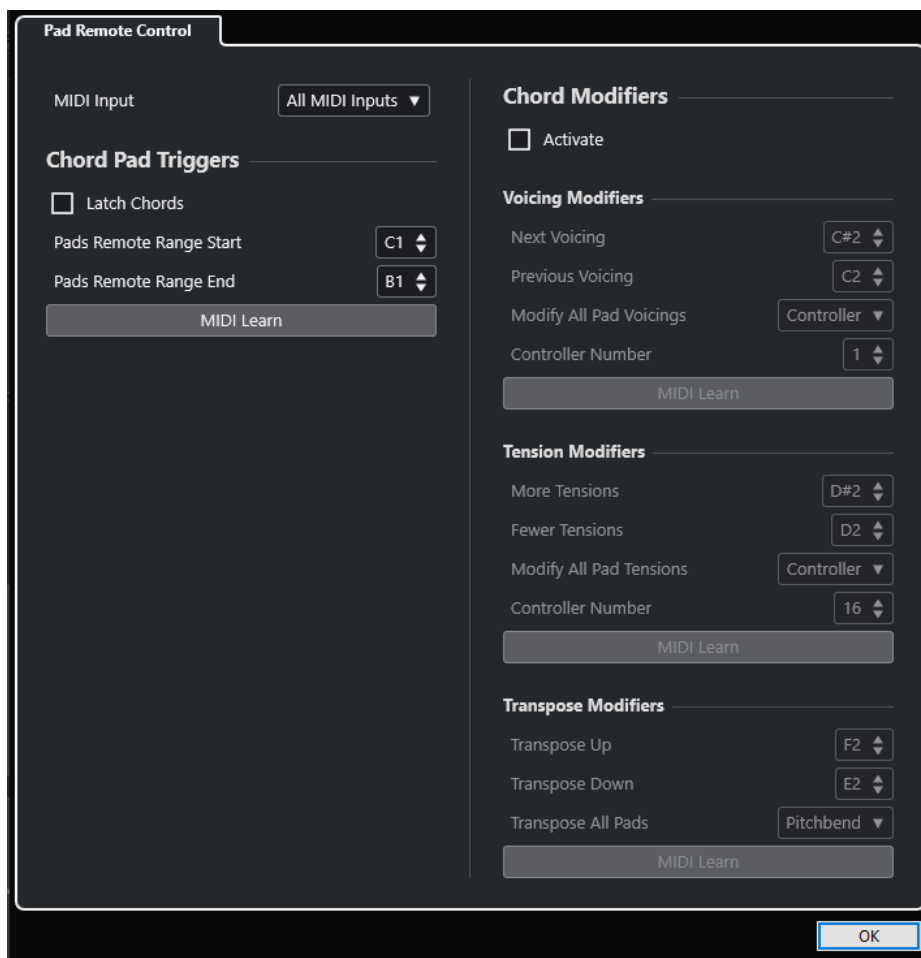 Pad Remote Control
MIDI Input All MIDI Inputs
Chord Pad Triggers
Latch Chords
Pads Remote Range Start C1
Pads Remote Range End B1
MIDI Learn
Chord Modifiers
Activate
Voicing Modifiers
Next Voicing C#2
Previous Voicing C2
Modify All Pad Voicings Controller
Controller Number 1
MIDI Learn
Tension Modifiers
More Tensions D#2
Fewer Tensions D2
Modify All Pad Tensions Controller
Controller Number 16
MIDI Learn
Transpose Modifiers
Transpose Up F2
Transpose Down E2
Transpose All Pads Pitchbend
MIDI Learn
OK